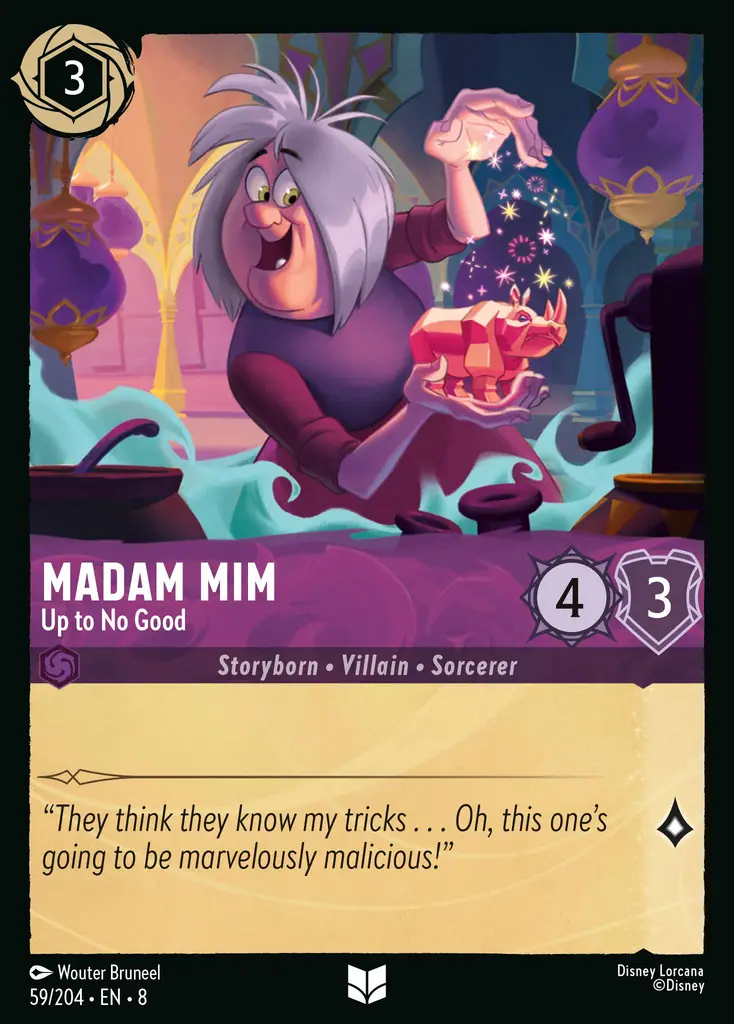 3
MADAM MIM
Up to No Good
4
3
Storyborn • Villain • Sorcerer
“They think they know my tricks . . . Oh, this one’s
going to be marvelously malicious!”
Wouter Bruneel
59/204 • EN • 8
Disney Lorcana
©Disney